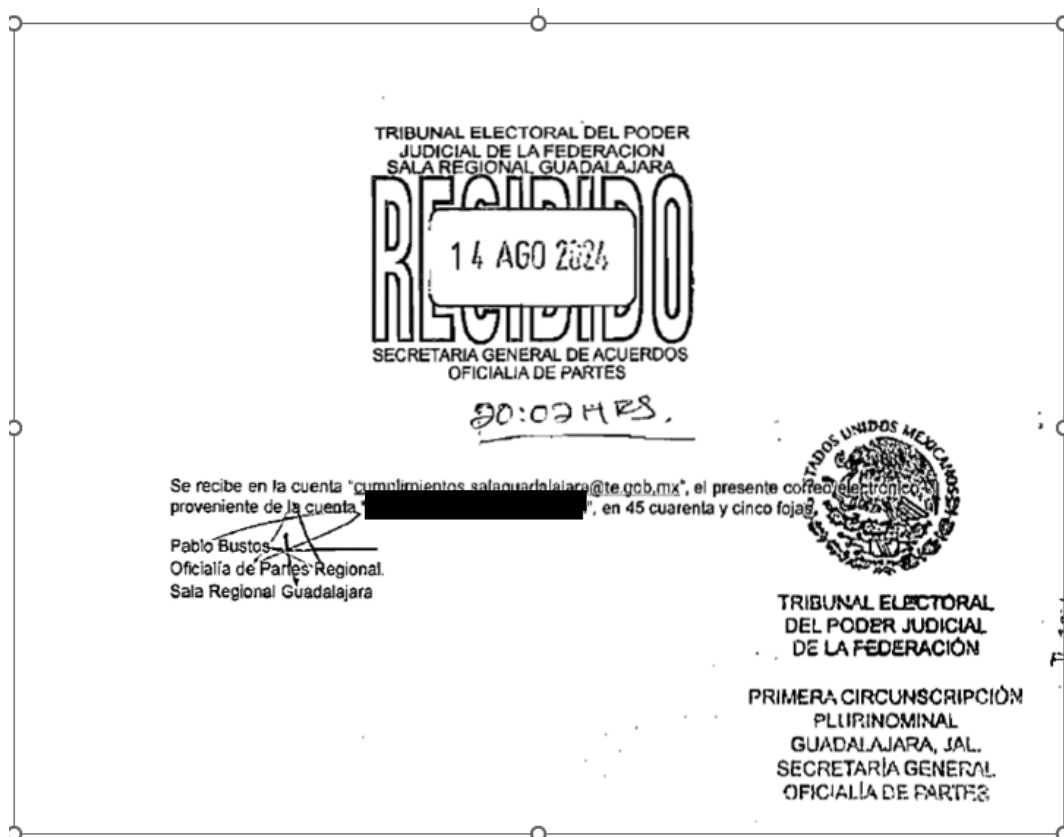 TRIBUNAL ELECTORAL DEL PODER
JUDICIAL DE LA FEDERACION
SALA REGIONAL GUADALAJARA
RECIBIDO
14 AGO 2024
SECRETARIA GENERAL DE ACUERDOS
OFICIALIA DE PARTES
20:02 HRS.
Se recibe en la cuenta "cumplimientos.salaguadalajara@te.gob.mx", el presente correo electrónico,
proveniente de la cuenta "", en 45 cuarenta y cinco fojas.
Pablo Bustos
Oficialía de Partes Regional.
Sala Regional Guadalajara
ESTADOS UNIDOS MEXICANOS
TRIBUNAL ELECTORAL
DEL PODER JUDICIAL
DE LA FEDERACIÓN
PRIMERA CIRCUNSCRIPCIÓN
PLURINOMINAL
GUADALAJARA, JAL.
SECRETARÍA GENERAL
OFICIALÍA DE PARTES